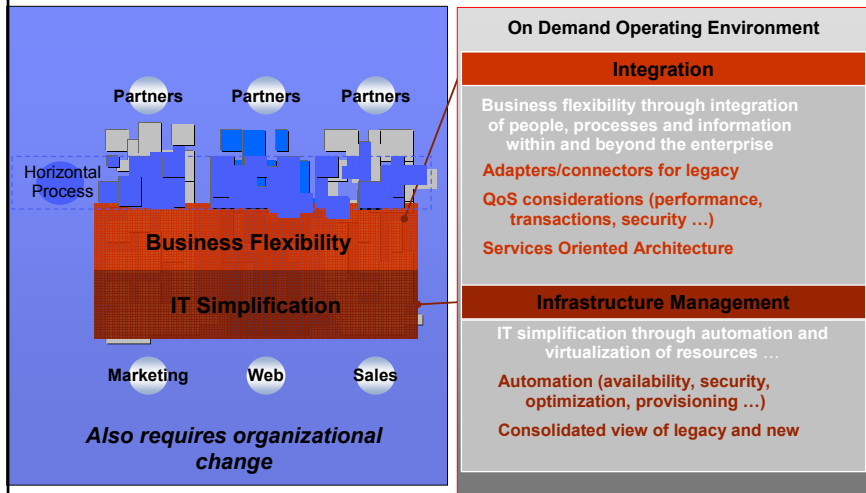 Partners
Partners
Partners
Horizontal
Process
Business Flexibility
IT Simplification
Marketing
Web
Sales
Also requires organizational
change
On Demand Operating Environment
Integration
Business flexibility through integration
of people, processes and information
within and beyond the enterprise
Adapters/connectors for legacy
QoS considerations (performance,
transactions, security ...)
Services Oriented Architecture
Infrastructure Management
IT simplification through automation and
virtualization of resources ...
Automation (availability, security,
optimization, provisioning ...)
Consolidated view of legacy and new